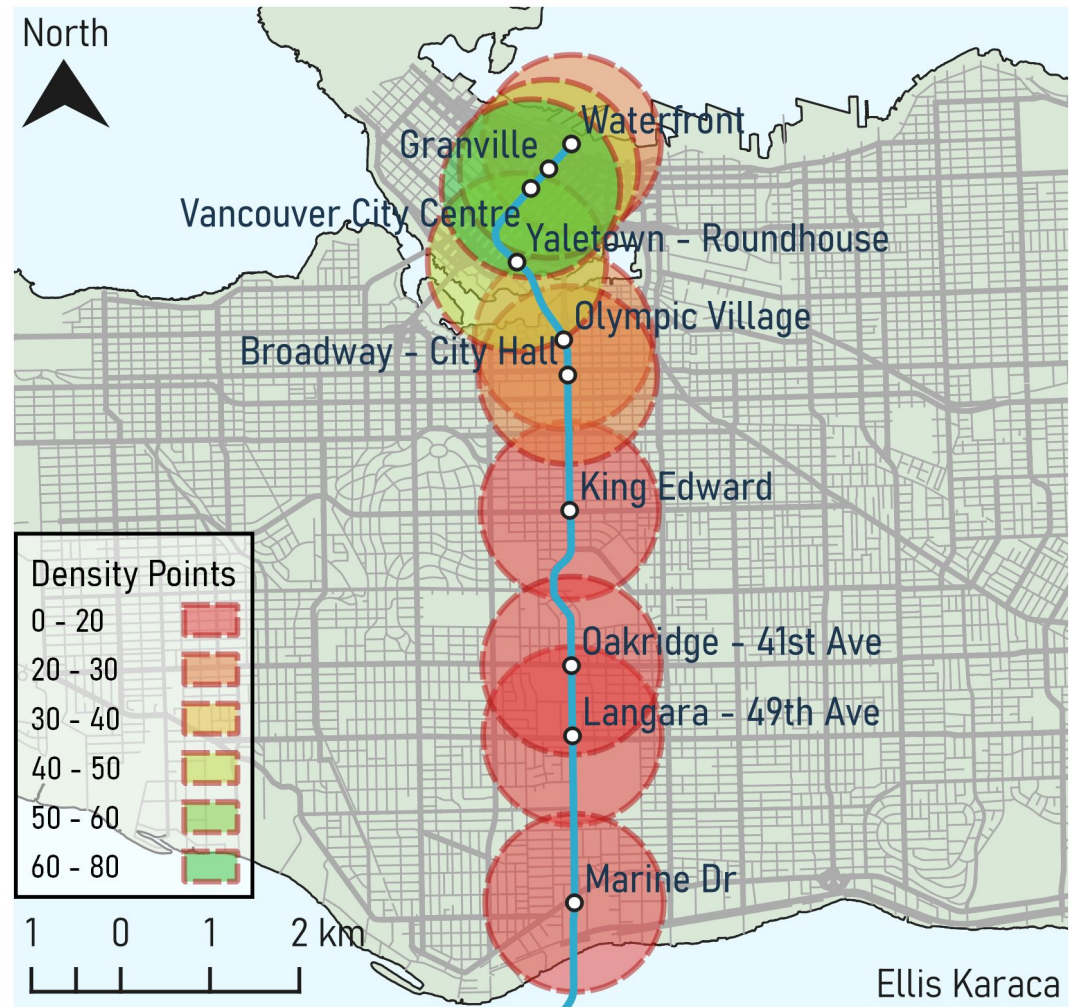 North
Waterfront
Granville
Vancouver City Centre
Yaletown - Roundhouse
Olympic Village
Broadway - City Hall
King Edward
Oakridge - 41st Ave
Langara - 49th Ave
Marine Dr
Density Points
0 - 20
20 - 30
30 - 40
40 - 50
50 - 60
60 - 80
1 0 1 2 km
Ellis Karaca